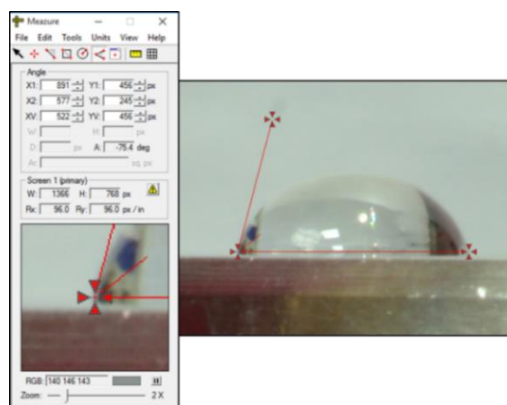 Measure
File Edit Tools Units View Help
Angle
X1: 891 px Y1: 456 px
X2: 577 px Y2: 245 px
XV: 522 px YV: 456 px
W: H: px
D: px A: -75.4 deg
Ar: sq. px
Screen 1 (primary)
W: 1366 H: 768 px
Rx: 96.0 Ry: 96.0 px / in
RGB: 140 146 143
Zoom: 2 X